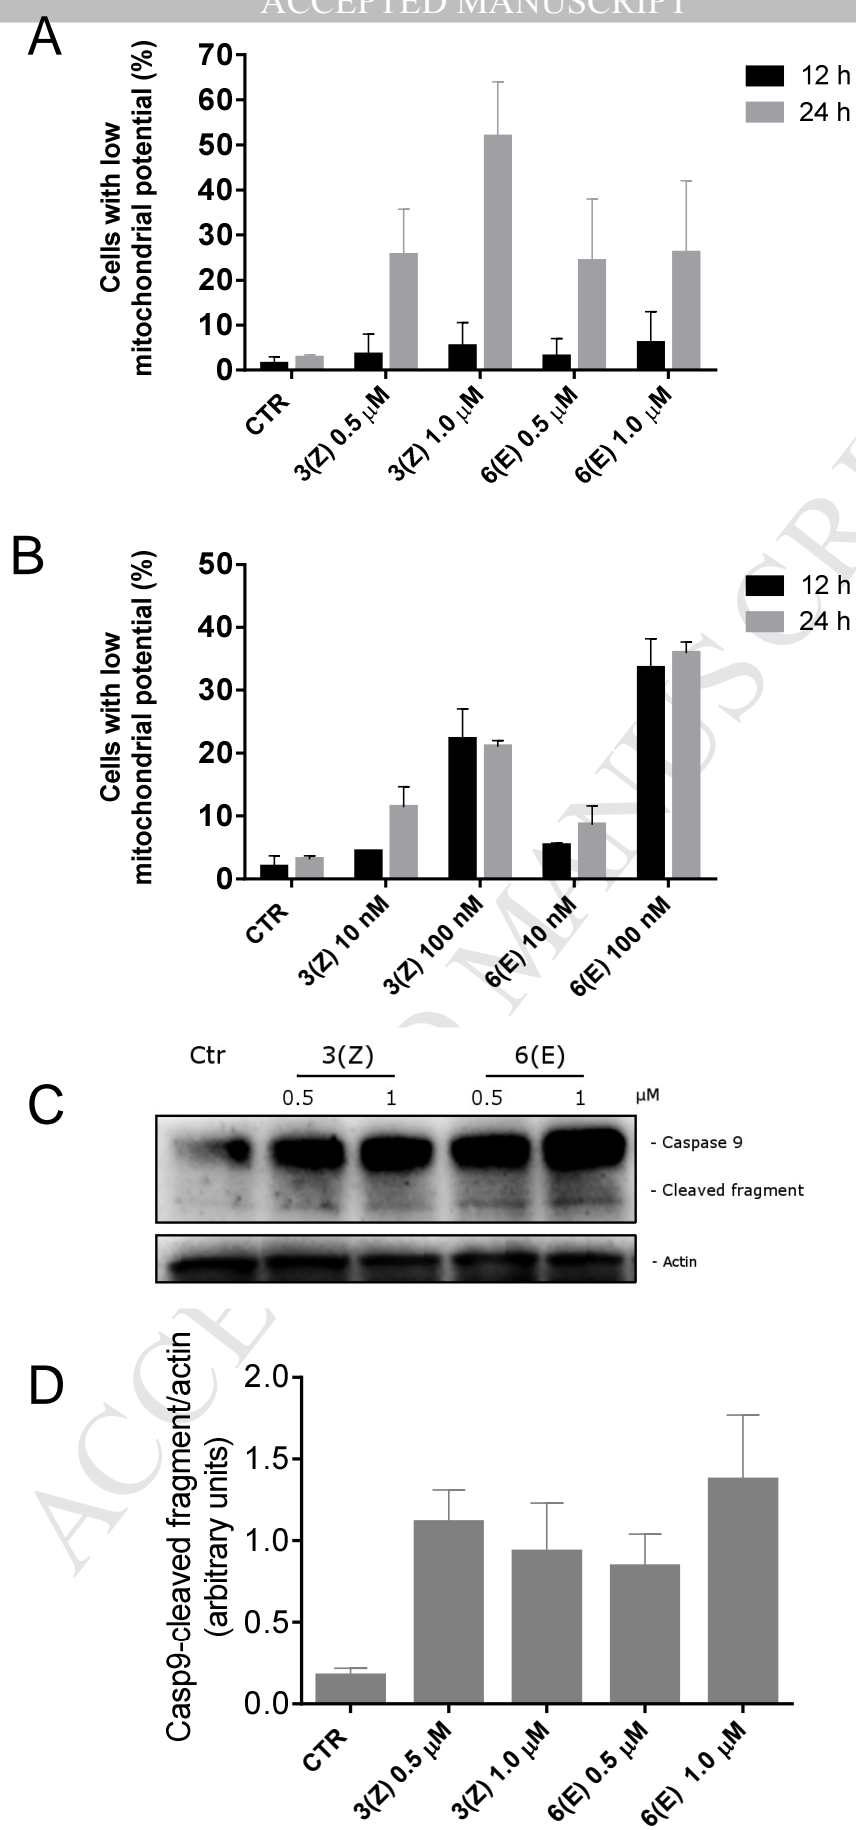 ACCEPTED MANUSCRIPT
A
Cells with low
mitochondrial potential (%)
70
60
50
40
30
20
10
0
12 h
24 h
CTR
3(Z) 0.5 μM
3(Z) 1.0 μM
6(E) 0.5 μM
6(E) 1.0 μM
B
Cells with low
mitochondrial potential (%)
50
40
30
20
10
0
12 h
24 h
CTR
3(Z) 10 nM
3(Z) 100 nM
6(E) 10 nM
6(E) 100 nM
C
Ctr 3(Z) 6(E)
0.5 1 0.5 1 μM
- Caspase 9
- Cleaved fragment
- Actin
D
Casp9-cleaved fragment/actin
(arbitrary units)
2.0
1.5
1.0
0.5
0.0
CTR
3(Z) 0.5 μM
3(Z) 1.0 μM
6(E) 0.5 μM
6(E) 1.0 μM
ACCEPTED MANUSCRIPT